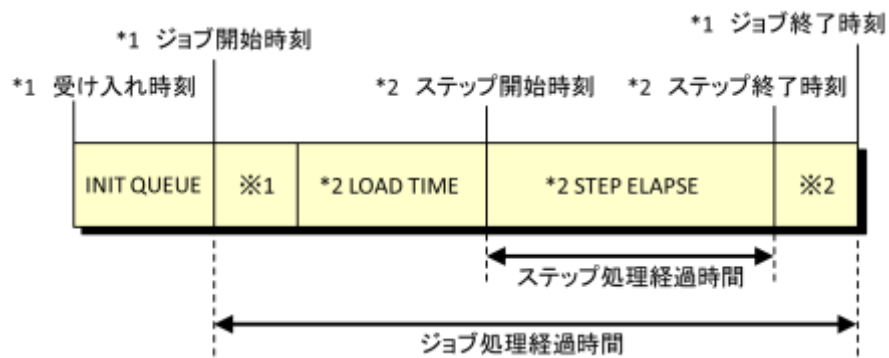 *1 ジョブ終了時刻
*1 ジョブ開始時刻
*1 受け入れ時刻
*2 ステップ開始時刻
*2 ステップ終了時刻
INIT QUEUE
※1
*2 LOAD TIME
*2 STEP ELAPSE
※2
ステップ処理経過時間
ジョブ処理経過時間